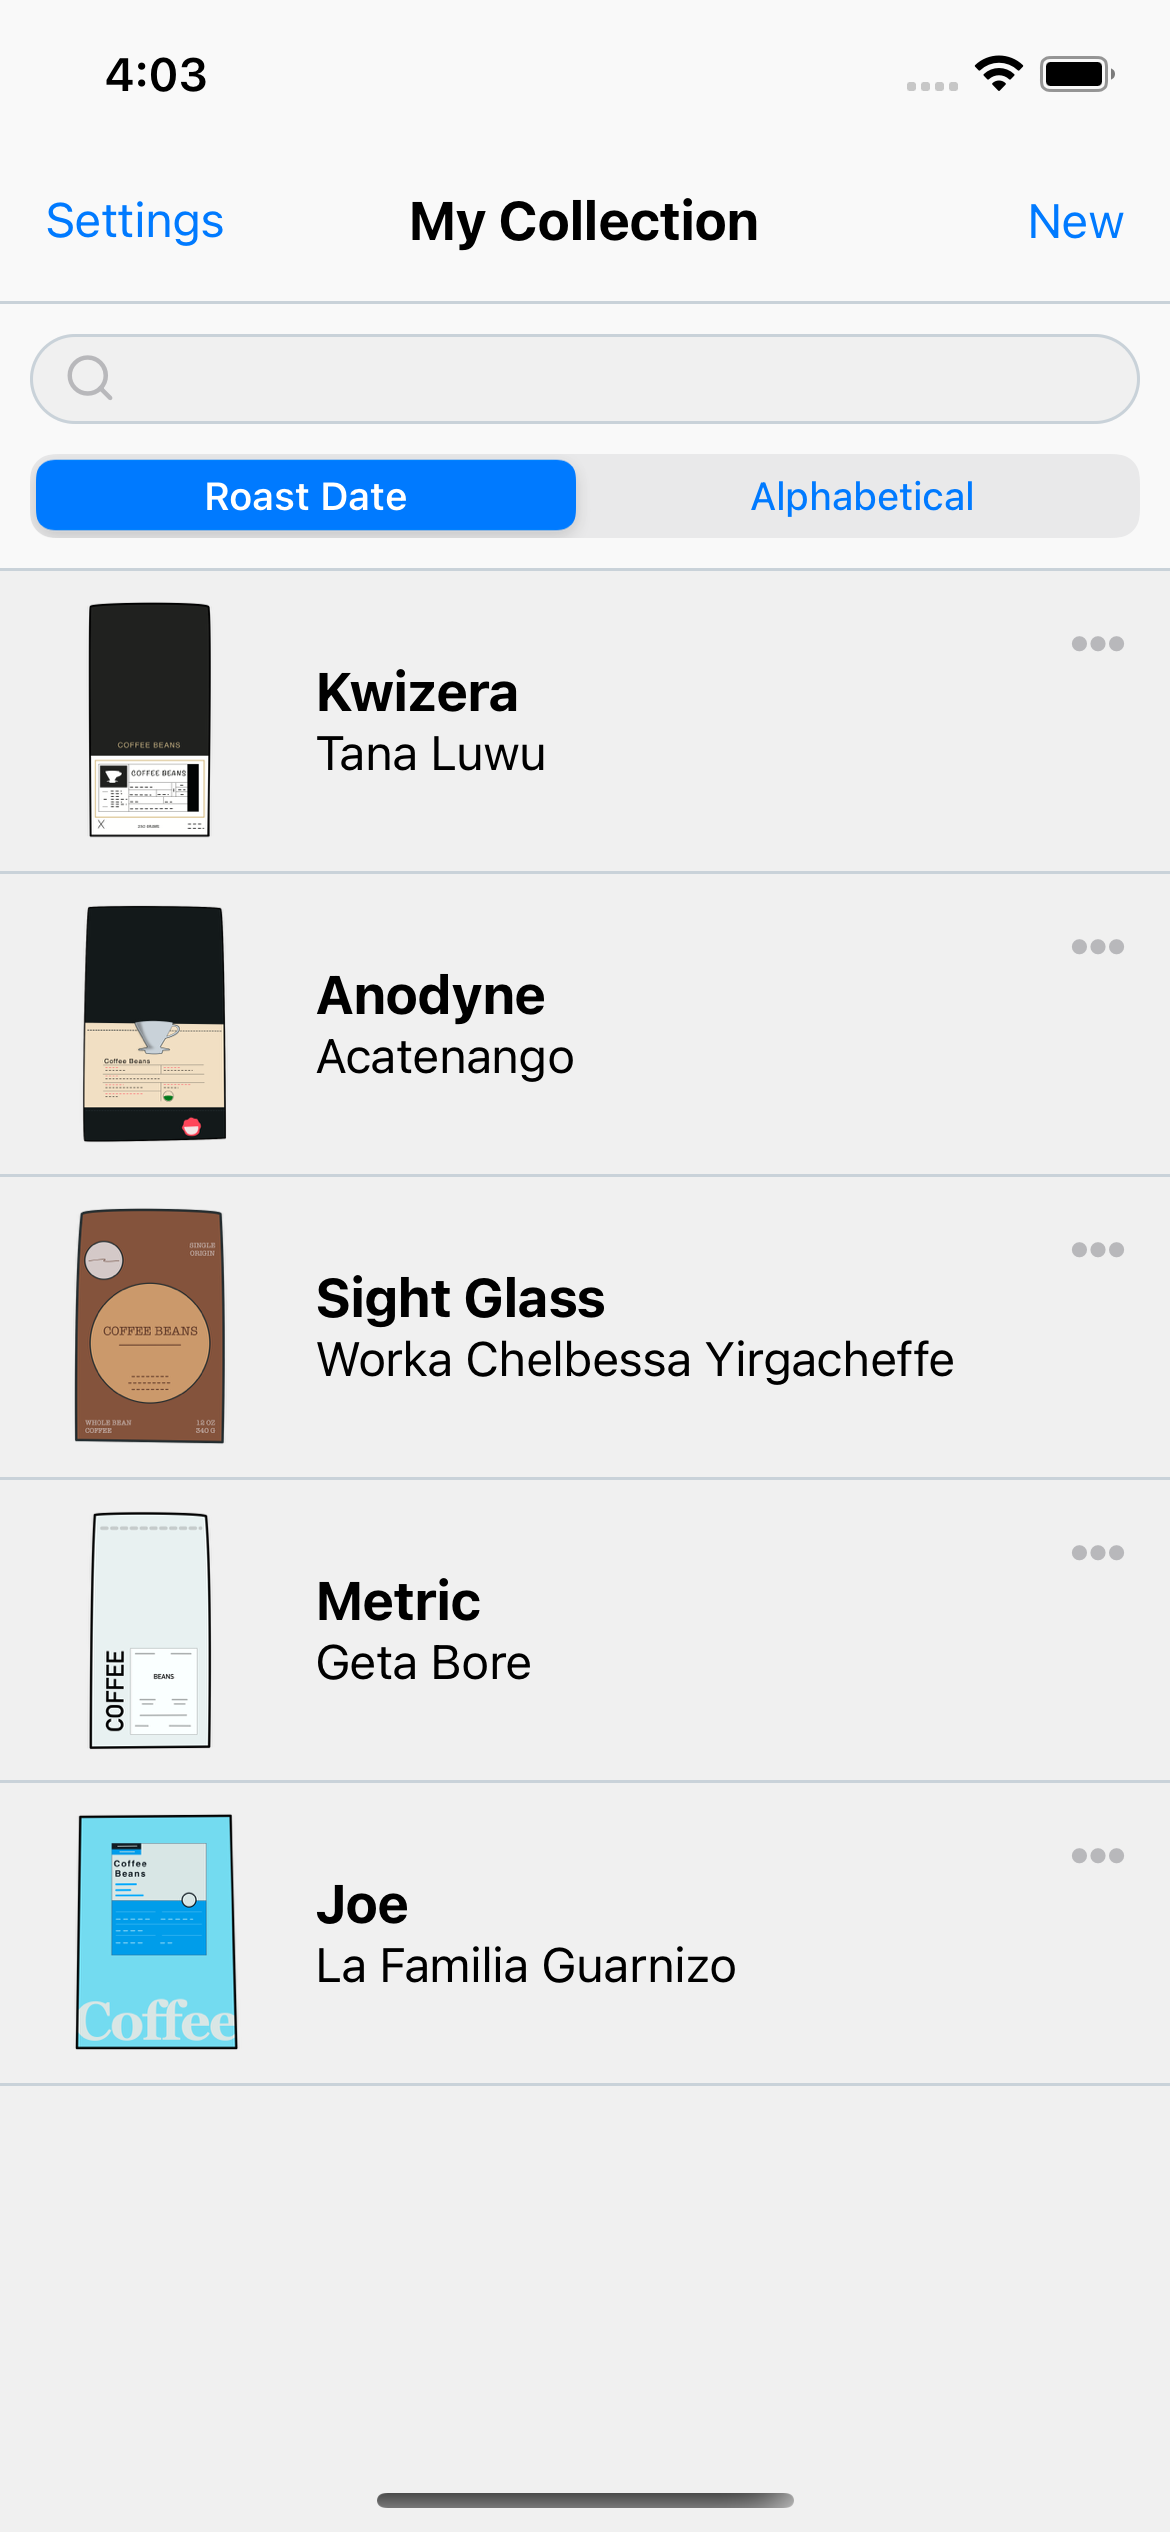 4:03
Settings
My Collection
New
Roast Date
Alphabetical
COFFEE BEANS
COFFEE BEANS
Kwizera
Tana Luwu
Coffee Beans
Anodyne
Acatenango
SINGLE
ORIGIN
COFFEE BEANS
WHOLE BEAN
COFFEE
12 OZ
340 G
Sight Glass
Worka Chelbessa Yirgacheffe
COFFEE
BEANS
Metric
Geta Bore
Coffee
Beans
Coffee
Joe
La Familia Guarnizo